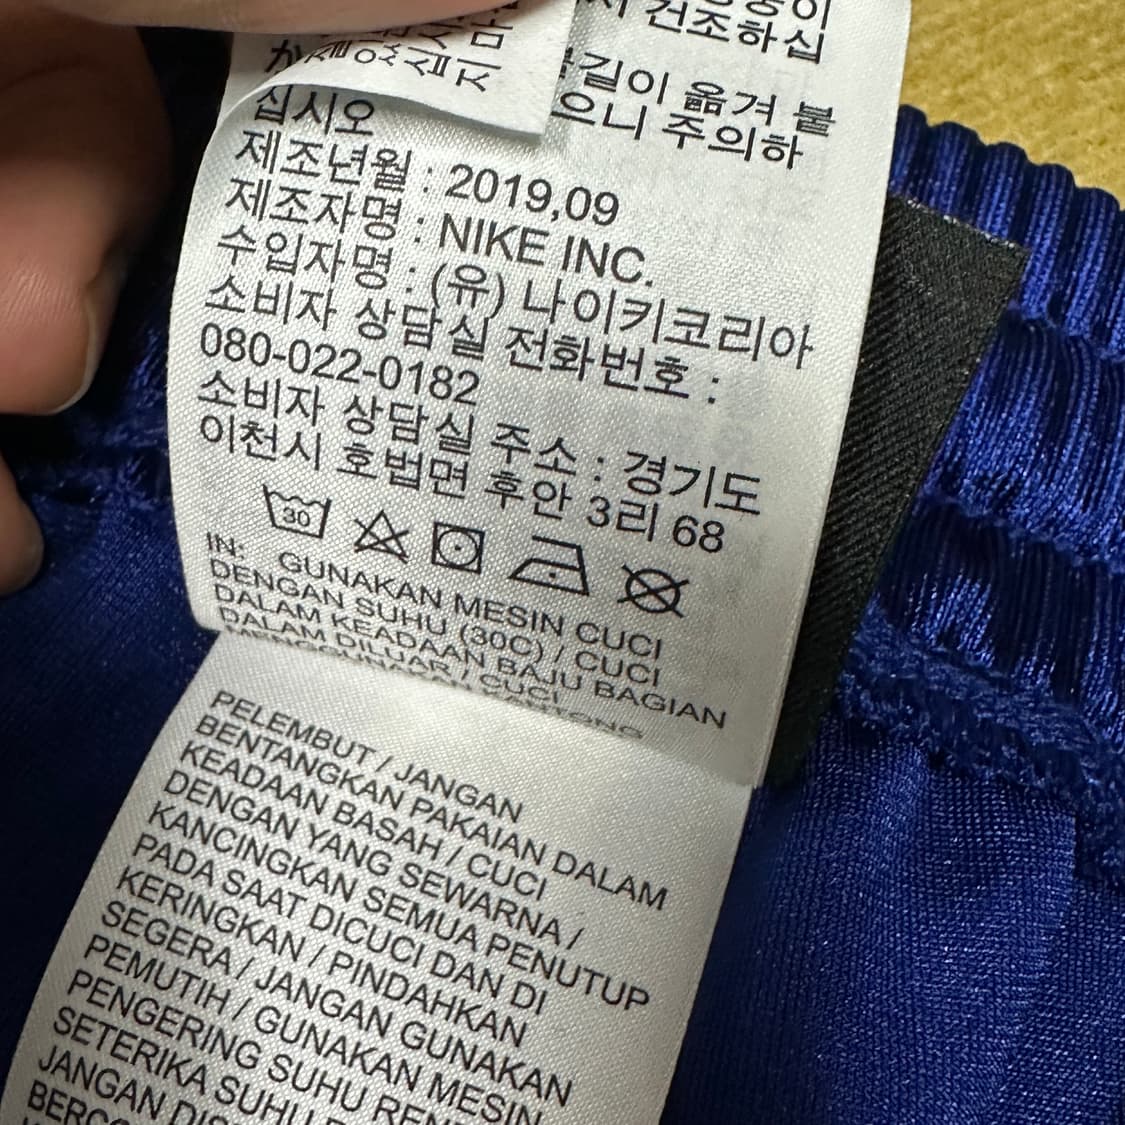 건조하십
길이 옮겨 붙
으니 주의하
십시오
제조년월 : 2019,09
제조자명 : NIKE INC.
수입자명 : (유) 나이키코리아
소비자 상담실 전화번호 :
080-022-0182
소비자 상담실 주소 : 경기도
이천시 호법면 후안 3리 68
30
IN: GUNAKAN MESIN CUCI
DENGAN SUHU (30C) / CUCI
DALAM KEADAAN BAJU BAGIAN
DALAM DILUAR / CUCI
PELEMBUT / JANGAN
BENTANGKAN PAKAIAN DALAM
KEADAAN BASAH / CUCI
DENGAN YANG SEWARNA /
KANCINGKAN SEMUA PENUTUP
PADA SAAT DICUCI DAN DI
KERINGKAN / PINDAHKAN
SEGERA / JANGAN GUNAKAN
PEMUTIH / GUNAKAN MESIN
PENGERING SUHU
SETERIKA SUHU
JANGAN